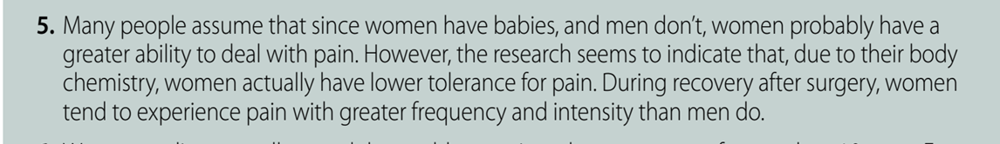 5. Many people assume that since women have babies, and men don’t, women probably have a
greater ability to deal with pain. However, the research seems to indicate that, due to their body
chemistry, women actually have lower tolerance for pain. During recovery after surgery, women
tend to experience pain with greater frequency and intensity than men do.